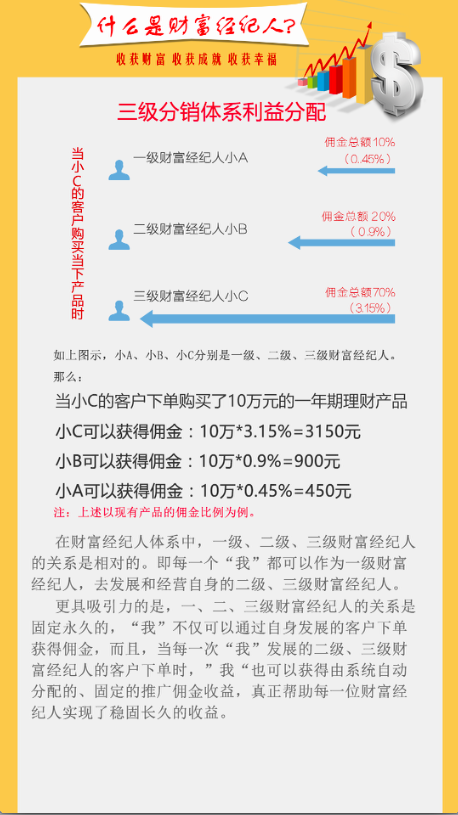 什么是财富经纪人?
收获财富 收获成就 收获幸福
三级分销体系利益分配
当小C的客户购买当下产品时
一级财富经纪人小A
佣金总额10%
（0.45%）
二级财富经纪人小B
佣金总额 20%
（0.9%）
三级财富经纪人小C
佣金总额70%
（3.15%）
如上图示，小A、小B、小C分别是一级、二级、三级财富经纪人。
那么：
当小C的客户下单购买了10万元的一年期理财产品
小C可以获得佣金：10万*3.15%=3150元
小B可以获得佣金：10万*0.9%=900元
小A可以获得佣金：10万*0.45%=450元
注：上述以现有产品的佣金比例为例。
在财富经纪人体系中，一级、二级、三级财富经纪人
的关系是相对的。即每一个“我”都可以作为一级财富
经纪人，去发展和经营自身的二级、三级财富经纪人。
更具吸引力的是，一、二、三级财富经纪人的关系是
固定永久的，“我”不仅可以通过自身发展的客户下单
获得佣金，而且，当每一次“我”发展的二级、三级财
富经纪人的客户下单时，”我“也可以获得由系统自动
分配的、固定的推广佣金收益，真正帮助每一位财富经
纪人实现了稳固长久的收益。